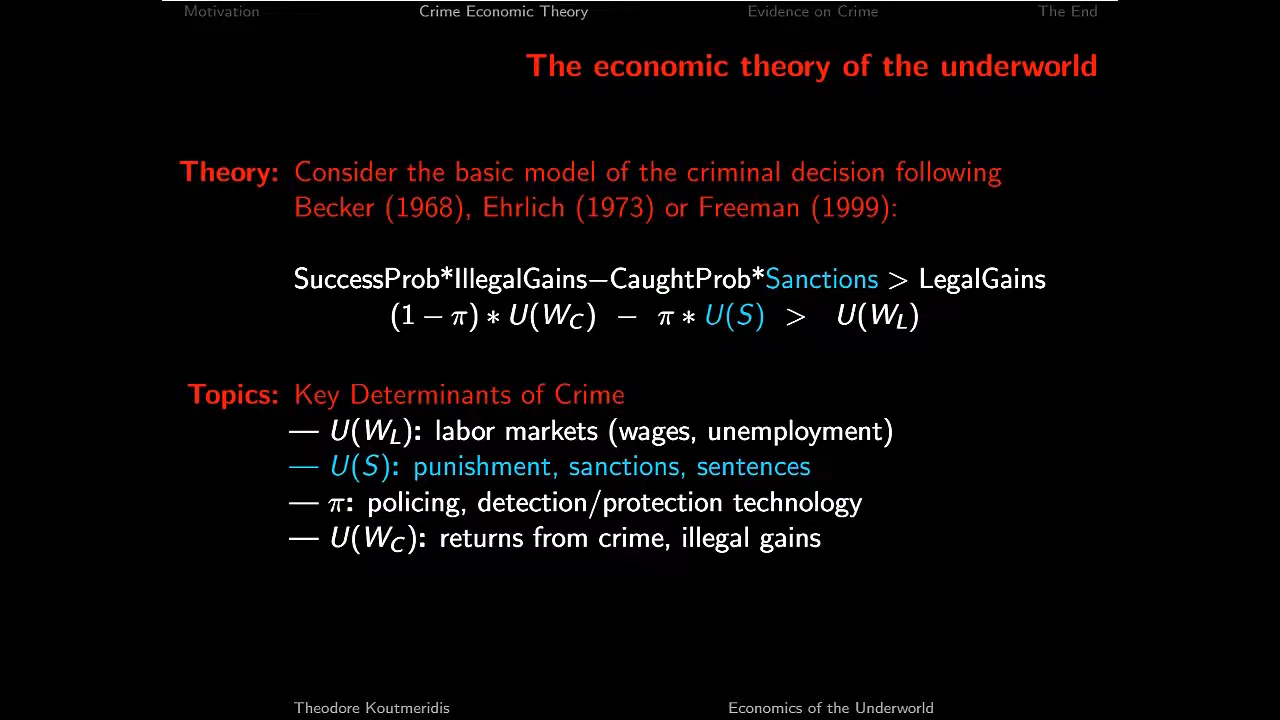 Motivation Crime Economic Theory Evidence on Crime The End
The economic theory of the underworld
Theory: Consider the basic model of the criminal decision following
Becker (1968), Ehrlich (1973) or Freeman (1999):
SuccessProb*IllegalGains−CaughtProb*Sanctions > LegalGains
(1 − π) ∗ U(W_C) − π ∗ U(S) > U(W_L)
Topics: Key Determinants of Crime
— U(W_L): labor markets (wages, unemployment)
— U(S): punishment, sanctions, sentences
— π: policing, detection/protection technology
— U(W_C): returns from crime, illegal gains
Theodore Koutmeridis Economics of the Underworld